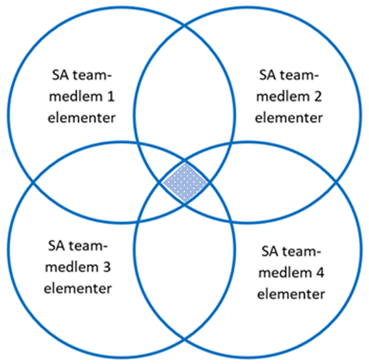 SA team-
medlem 1
elementer
SA team-
medlem 2
elementer
SA team-
medlem 3
elementer
SA team-
medlem 4
elementer